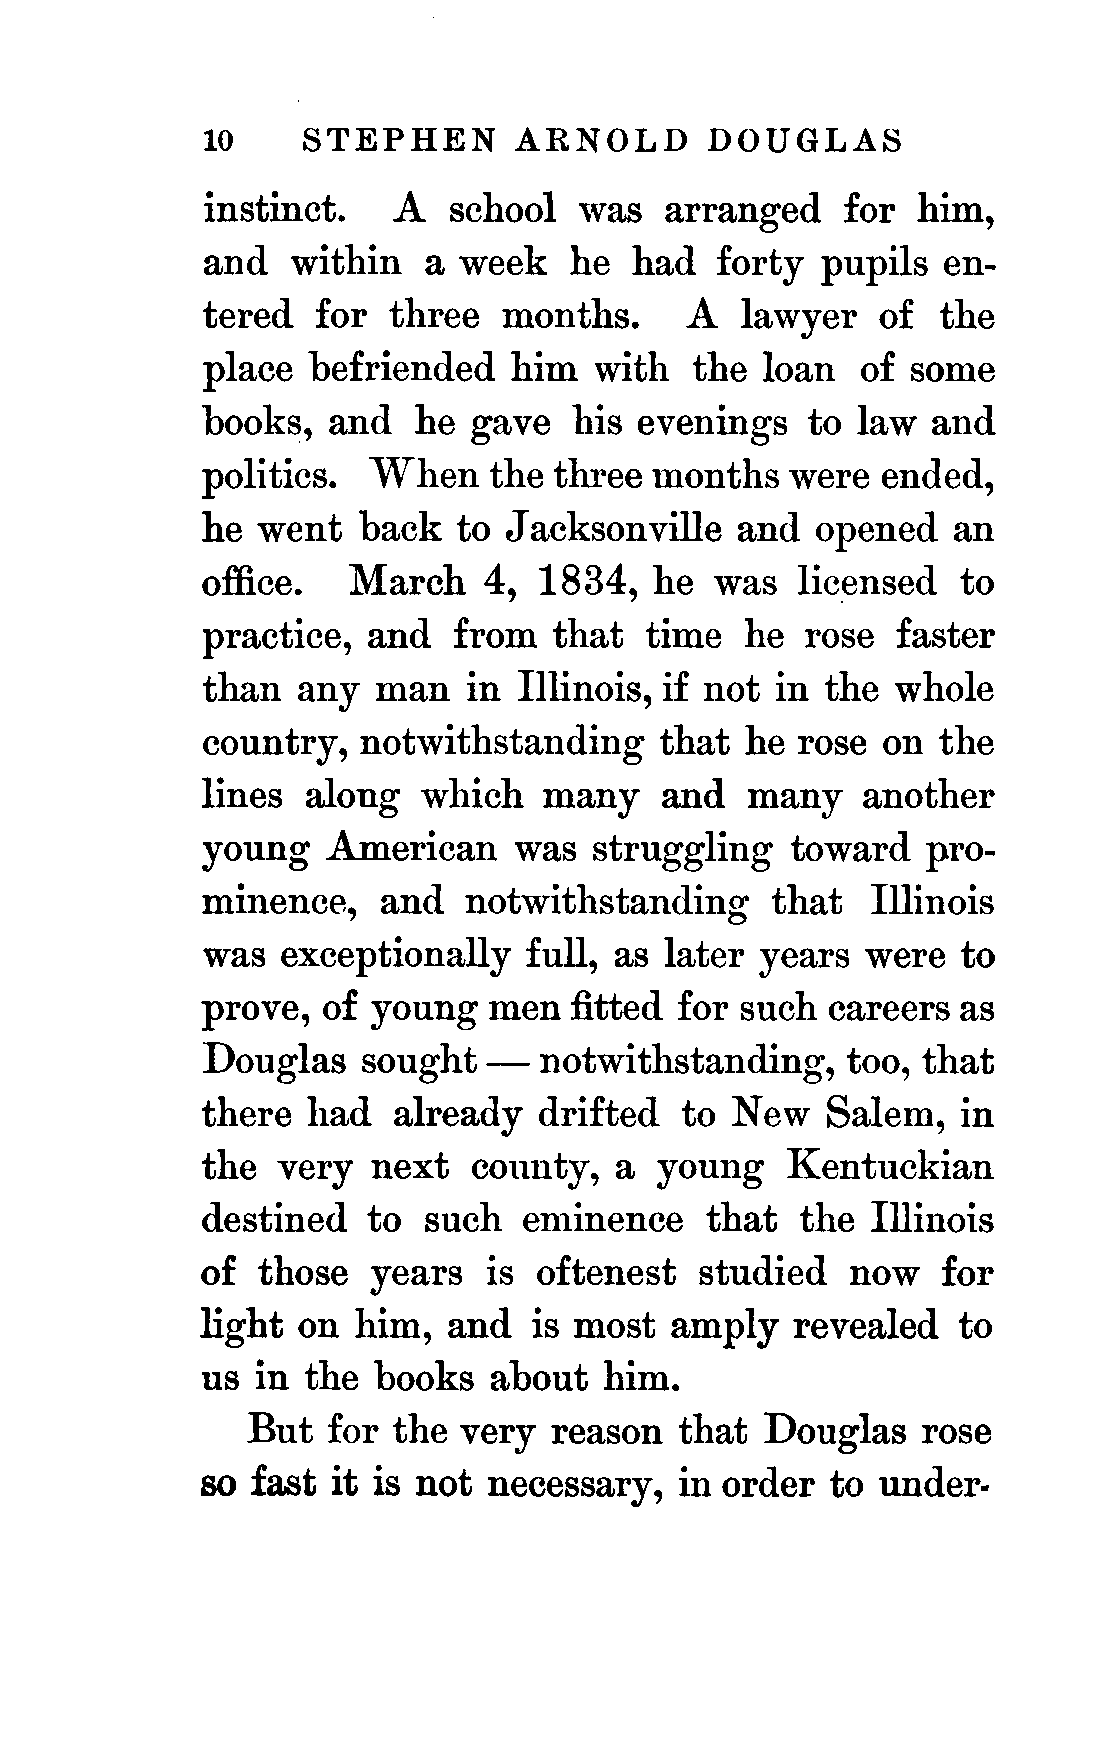 10 STEPHEN ARNOLD DOUGLAS
instinct. A school was arranged for him,
and within a week he had forty pupils en-
tered for three months. A lawyer of the
place befriended him with the loan of some
books, and he gave his evenings to law and
politics. When the three months were ended,
he went back to Jacksonville and opened an
office. March 4, 1834, he was licensed to
practice, and from that time he rose faster
than any man in Illinois, if not in the whole
country, notwithstanding that he rose on the
lines along which many and many another
young American was struggling toward pro-
minence, and notwithstanding that Illinois
was exceptionally full, as later years were to
prove, of young men fitted for such careers as
Douglas sought — notwithstanding, too, that
there had already drifted to New Salem, in
the very next county, a young Kentuckian
destined to such eminence that the Illinois
of those years is oftenest studied now for
light on him, and is most amply revealed to
us in the books about him.
But for the very reason that Douglas rose
so fast it is not necessary, in order to under-